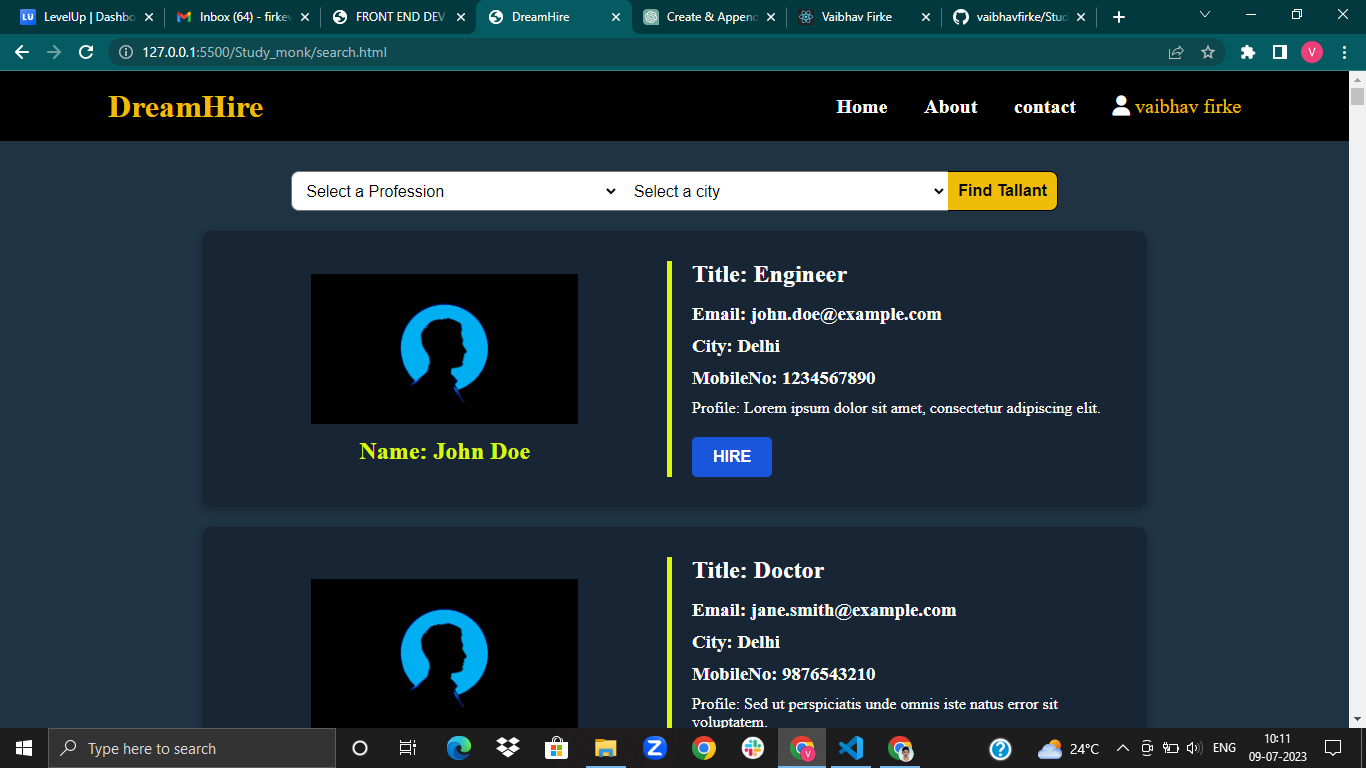 LU LevelUp | Dashbo
Inbox (64) - firkev
FRONT END DEV
DreamHire
Create & Append
Vaibhav Firke
vaibhavfirke/Stud
127.0.0.1:5500/Study_monk/search.html
V
DreamHire
Home
About
contact
vaibhav firke
Select a Profession
Select a city
Find Tallant
Title: Engineer
Email: john.doe@example.com
City: Delhi
MobileNo: 1234567890
Profile: Lorem ipsum dolor sit amet, consectetur adipiscing elit.
HIRE
Name: John Doe
Title: Doctor
Email: jane.smith@example.com
City: Delhi
MobileNo: 9876543210
Profile: Sed ut perspiciatis unde omnis iste natus error sit
voluptatem.
Type here to search
Z
V
?
24°C
ENG
10:11
09-07-2023